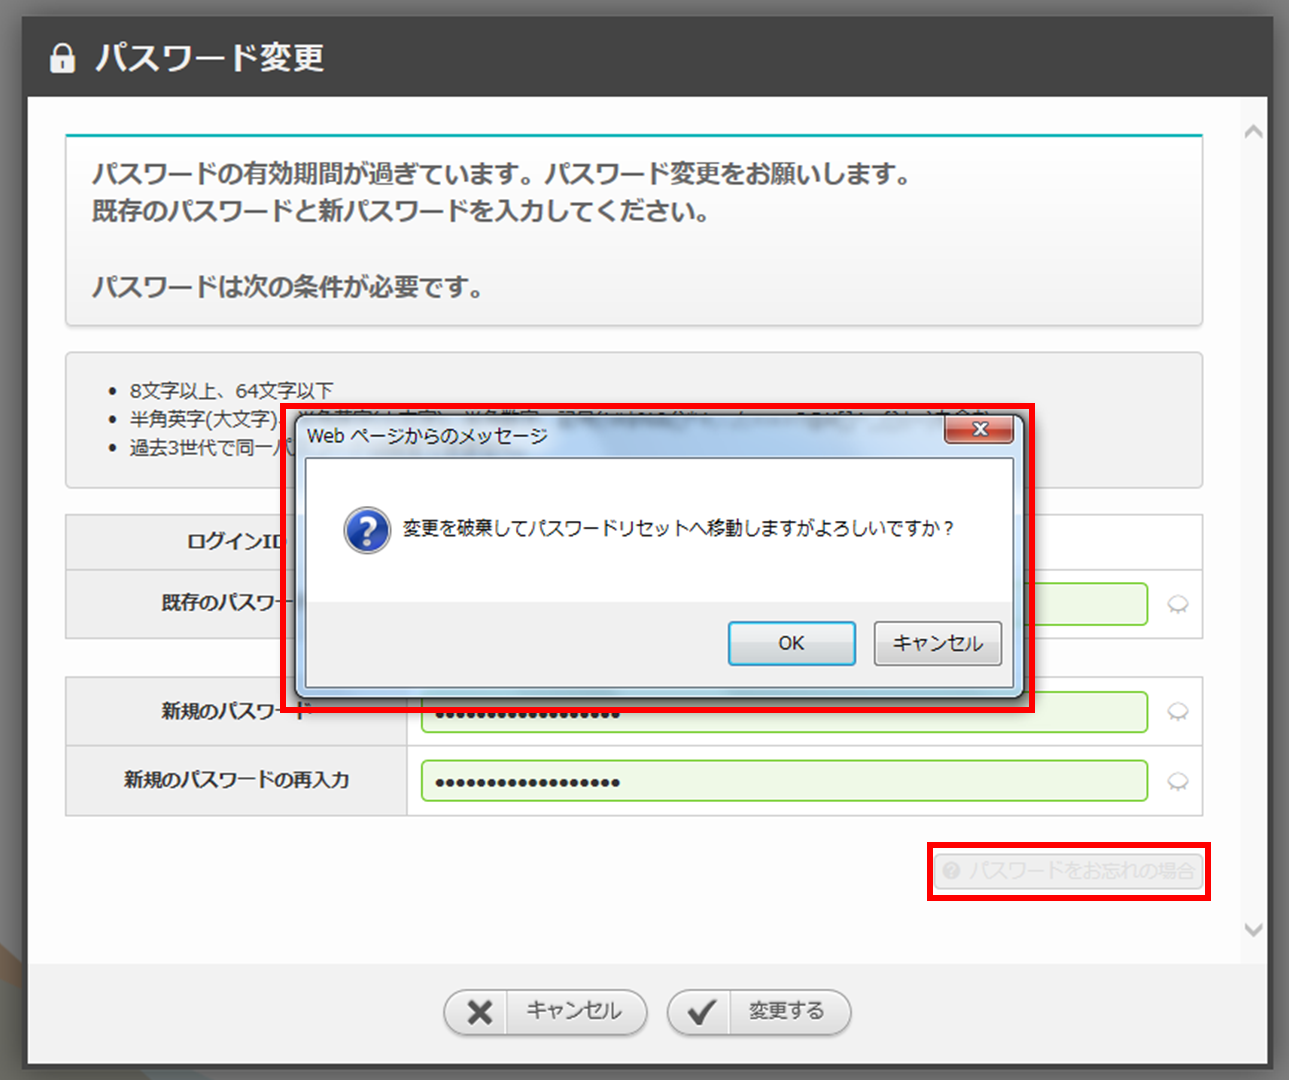 パスワード変更
パスワードの有効期間が過ぎています。パスワード変更をお願いします。
既存のパスワードと新パスワードを入力してください。
パスワードは次の条件が必要です。
8文字以上、64文字以下
半角英字(大文字)、
過去3世代で同一パ
Web ページからのメッセージ
変更を破棄してパスワードリセットへ移動しますがよろしいですか？
OK
キャンセル
ログインID
既存のパスワー
新規のパスワード
新規のパスワードの再入力
パスワードをお忘れの場合
キャンセル
変更する